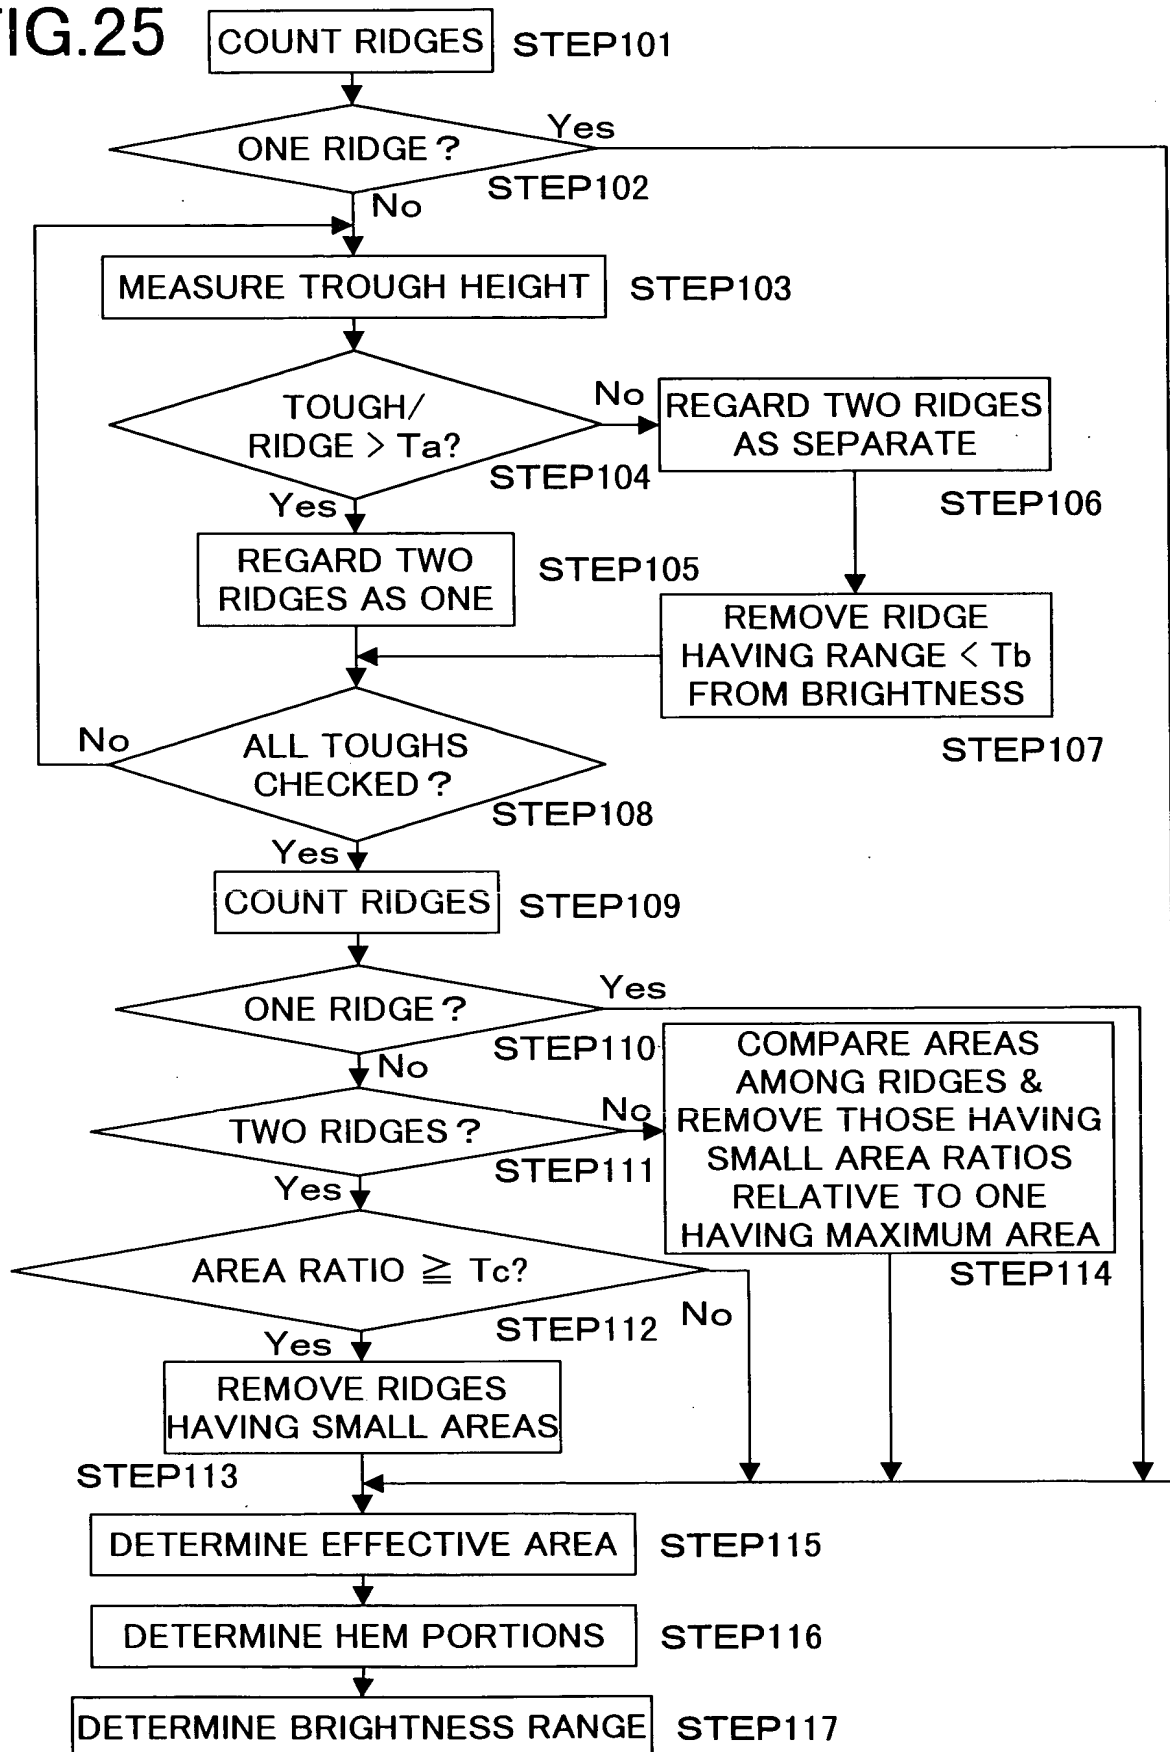 FIG.25
COUNT RIDGES
STEP101
ONE RIDGE?
Yes
STEP102
No
MEASURE TROUGH HEIGHT
STEP103
TOUGH/
RIDGE > Ta?
No
STEP104
Yes
REGARD TWO RIDGES
AS SEPARATE
STEP106
REGARD TWO
RIDGES AS ONE
STEP105
REMOVE RIDGE
HAVING RANGE < Tb
FROM BRIGHTNESS
STEP107
No
ALL TOUGHS
CHECKED?
STEP108
Yes
COUNT RIDGES
STEP109
ONE RIDGE?
Yes
STEP110
No
TWO RIDGES?
No
STEP111
Yes
COMPARE AREAS
AMONG RIDGES &
REMOVE THOSE HAVING
SMALL AREA RATIOS
RELATIVE TO ONE
HAVING MAXIMUM AREA
STEP114
AREA RATIO ≧ Tc?
No
STEP112
Yes
REMOVE RIDGES
HAVING SMALL AREAS
STEP113
DETERMINE EFFECTIVE AREA
STEP115
DETERMINE HEM PORTIONS
STEP116
DETERMINE BRIGHTNESS RANGE
STEP117